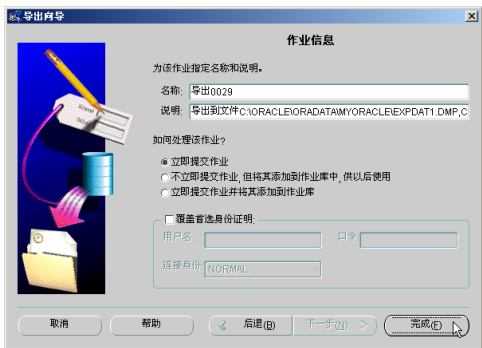 导出向导
作业信息
为该作业指定名称和说明。
名称: 导出0029
说明: 导出到文件C:\ORACLE\ORADATA\MYORACLE\EXPDAT1.DMP,C
如何处理该作业?
立即提交作业
不立即提交作业, 但将其添加到作业库中, 供以后使用
立即提交作业并将其添加到作业库
覆盖首选身份证明:
用户名: 口令:
连接身份: NORMAL
取消 帮助 后退(B) 下一步(N) 完成(F)